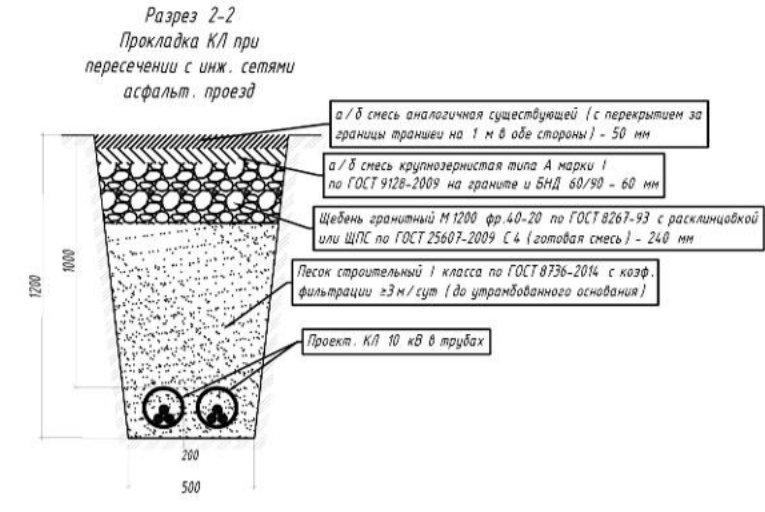 Разрез 2-2
Прокладка КЛ при
пересечении с инж. сетями
асфальт. проезд
а/б смесь аналогичная существующей (с перекрытием за
границы траншеи на 1 м в обе стороны) - 50 мм
а/б смесь крупнозернистая типа А марки I
по ГОСТ 9128-2009 на граните и БНД 60/90 - 60 мм
Щебень гранитный М 1200 фр.40-20 по ГОСТ 8267-93 с расклинцовкой
или ЩПС по ГОСТ 25607-2009 С 4 (готовая смесь) - 240 мм
Песок строительный I класса по ГОСТ 8736-2014 с коэф.
фильтрации ≥3 м/сут (до утрамбованного основания)
Проект. КЛ 10 кВ в трубах
1200
1000
200
500